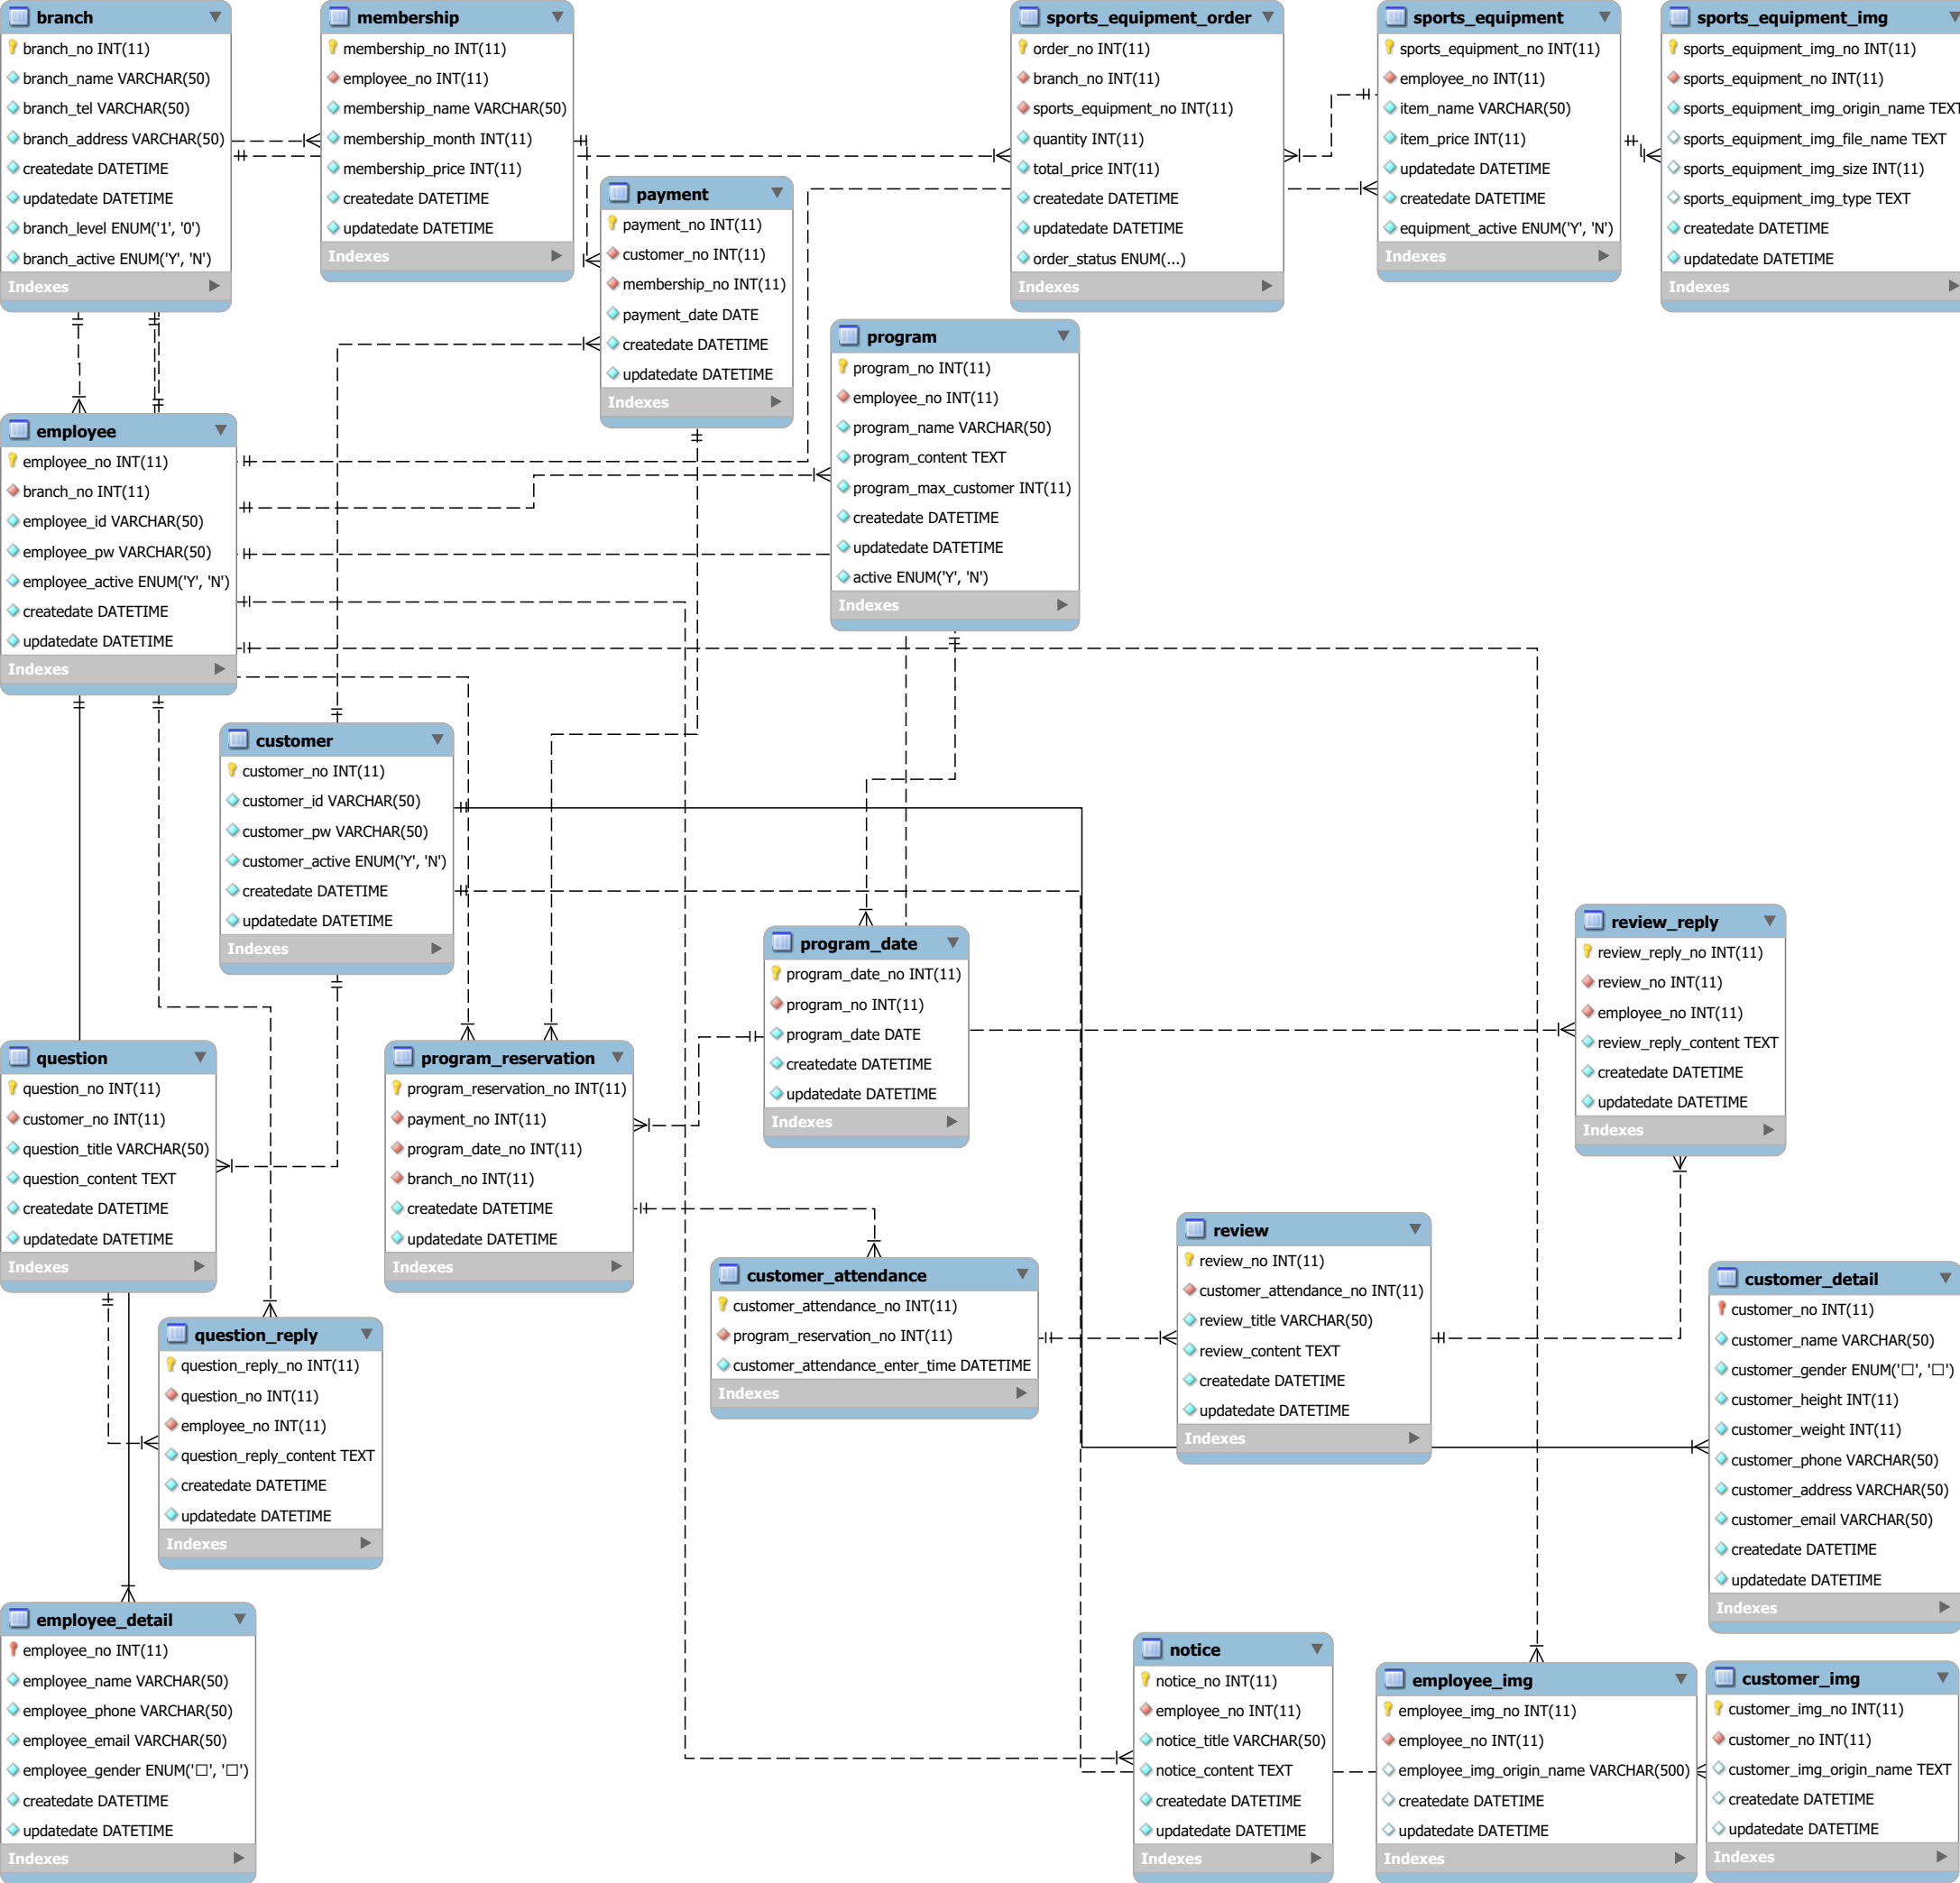 branch
branch_no INT(11)
branch_name VARCHAR(50)
branch_tel VARCHAR(50)
branch_address VARCHAR(50)
createdate DATETIME
updatedate DATETIME
branch_level ENUM('1', '0')
branch_active ENUM('Y', 'N')
Indexes
membership
membership_no INT(11)
employee_no INT(11)
membership_name VARCHAR(50)
membership_month INT(11)
membership_price INT(11)
createdate DATETIME
updatedate DATETIME
Indexes
payment
payment_no INT(11)
customer_no INT(11)
membership_no INT(11)
payment_date DATE
createdate DATETIME
updatedate DATETIME
Indexes
sports_equipment_order
order_no INT(11)
branch_no INT(11)
sports_equipment_no INT(11)
quantity INT(11)
total_price INT(11)
createdate DATETIME
updatedate DATETIME
order_status ENUM(...)
Indexes
sports_equipment
sports_equipment_no INT(11)
employee_no INT(11)
item_name VARCHAR(50)
item_price INT(11)
updatedate DATETIME
createdate DATETIME
equipment_active ENUM('Y', 'N')
Indexes
sports_equipment_img
sports_equipment_img_no INT(11)
sports_equipment_no INT(11)
sports_equipment_img_origin_name TEXT
sports_equipment_img_file_name TEXT
sports_equipment_img_size INT(11)
sports_equipment_img_type TEXT
createdate DATETIME
updatedate DATETIME
Indexes
program
program_no INT(11)
employee_no INT(11)
program_name VARCHAR(50)
program_content TEXT
program_max_customer INT(11)
createdate DATETIME
updatedate DATETIME
active ENUM('Y', 'N')
Indexes
employee
employee_no INT(11)
branch_no INT(11)
employee_id VARCHAR(50)
employee_pw VARCHAR(50)
employee_active ENUM('Y', 'N')
createdate DATETIME
updatedate DATETIME
Indexes
customer
customer_no INT(11)
customer_id VARCHAR(50)
customer_pw VARCHAR(50)
customer_active ENUM('Y', 'N')
createdate DATETIME
updatedate DATETIME
Indexes
program_date
program_date_no INT(11)
program_no INT(11)
program_date DATE
createdate DATETIME
updatedate DATETIME
Indexes
review_reply
review_reply_no INT(11)
review_no INT(11)
employee_no INT(11)
review_reply_content TEXT
createdate DATETIME
updatedate DATETIME
Indexes
question
question_no INT(11)
customer_no INT(11)
question_title VARCHAR(50)
question_content TEXT
createdate DATETIME
updatedate DATETIME
Indexes
program_reservation
program_reservation_no INT(11)
payment_no INT(11)
program_date_no INT(11)
branch_no INT(11)
createdate DATETIME
updatedate DATETIME
Indexes
customer_attendance
customer_attendance_no INT(11)
program_reservation_no INT(11)
customer_attendance_enter_time DATETIME
Indexes
review
review_no INT(11)
customer_attendance_no INT(11)
review_title VARCHAR(50)
review_content TEXT
createdate DATETIME
updatedate DATETIME
Indexes
customer_detail
customer_no INT(11)
customer_name VARCHAR(50)
customer_gender ENUM('□', '□')
customer_height INT(11)
customer_weight INT(11)
customer_phone VARCHAR(50)
customer_address VARCHAR(50)
customer_email VARCHAR(50)
createdate DATETIME
updatedate DATETIME
Indexes
question_reply
question_reply_no INT(11)
question_no INT(11)
employee_no INT(11)
question_reply_content TEXT
createdate DATETIME
updatedate DATETIME
Indexes
employee_detail
employee_no INT(11)
employee_name VARCHAR(50)
employee_phone VARCHAR(50)
employee_email VARCHAR(50)
employee_gender ENUM('□', '□')
createdate DATETIME
updatedate DATETIME
Indexes
notice
notice_no INT(11)
employee_no INT(11)
notice_title VARCHAR(50)
notice_content TEXT
createdate DATETIME
updatedate DATETIME
Indexes
employee_img
employee_img_no INT(11)
employee_no INT(11)
employee_img_origin_name VARCHAR(500)
createdate DATETIME
updatedate DATETIME
Indexes
customer_img
customer_img_no INT(11)
customer_no INT(11)
customer_img_origin_name TEXT
createdate DATETIME
updatedate DATETIME
Indexes